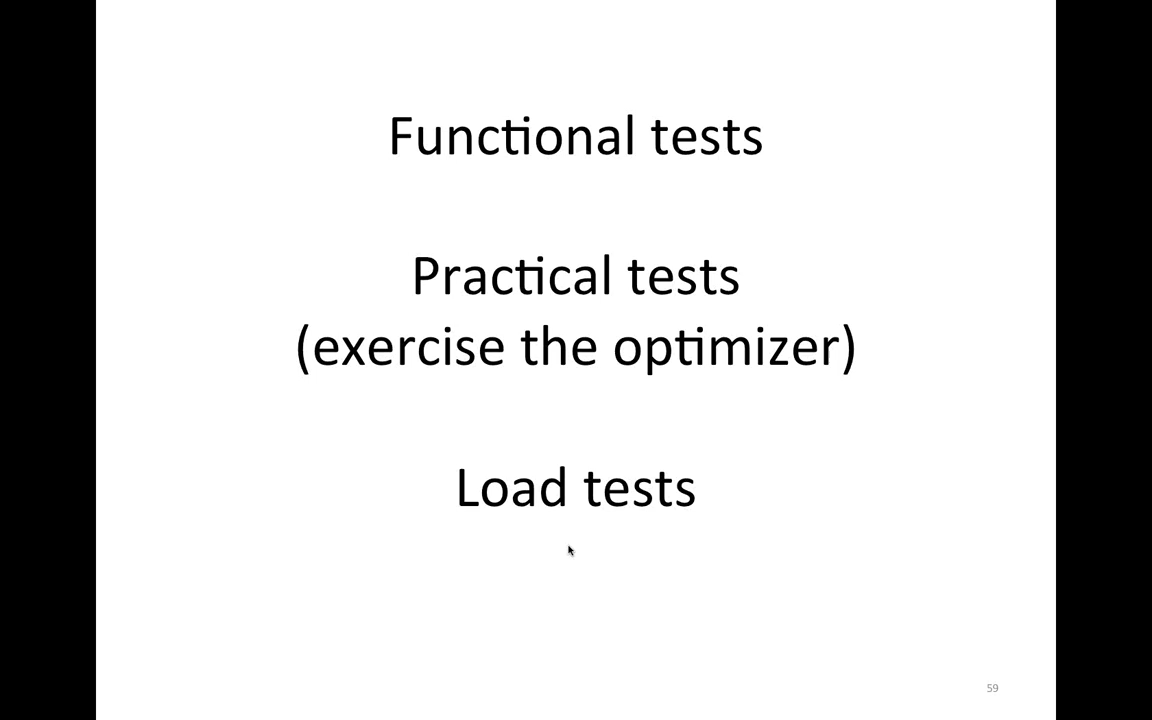 Functional tests
Practical tests
(exercise the optimizer)
Load tests
59